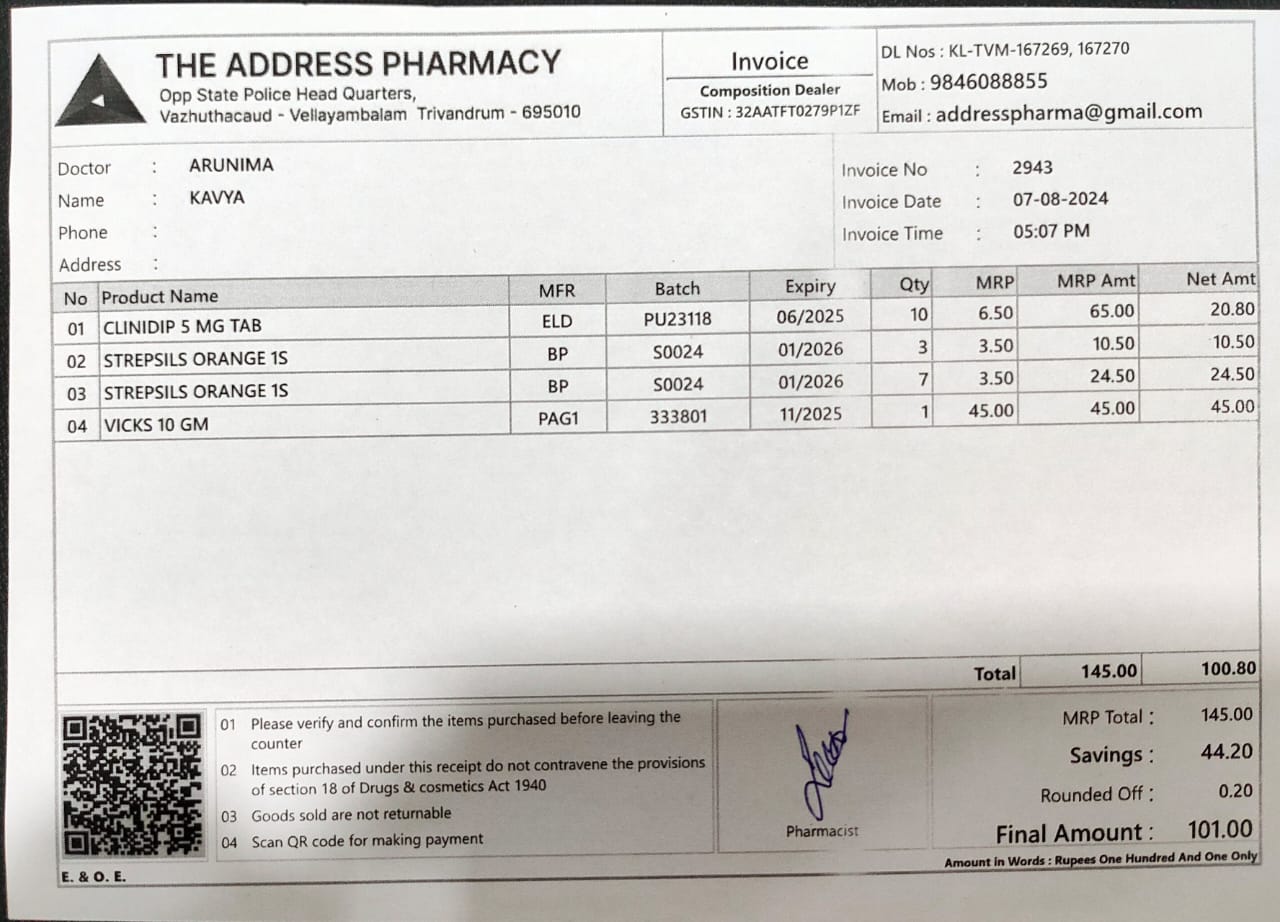 THE ADDRESS PHARMACY
Opp State Police Head Quarters,
Vazhuthacaud - Vellayambalam Trivandrum - 695010
Invoice
Composition Dealer
GSTIN : 32AATFT0279P1ZF
DL Nos : KL-TVM-167269, 167270
Mob : 9846088855
Email : addresspharma@gmail.com
Doctor : ARUNIMA
Name : KAVYA
Phone :
Address :
Invoice No : 2943
Invoice Date : 07-08-2024
Invoice Time : 05:07 PM
No Product Name MFR Batch Expiry Qty MRP MRP Amt Net Amt
01 CLINIDIP 5 MG TAB ELD PU23118 06/2025 10 6.50 65.00 20.80
02 STREPSILS ORANGE 1S BP S0024 01/2026 3 3.50 10.50 10.50
03 STREPSILS ORANGE 1S BP S0024 01/2026 7 3.50 24.50 24.50
04 VICKS 10 GM PAG1 333801 11/2025 1 45.00 45.00 45.00
Total 145.00 100.80
01 Please verify and confirm the items purchased before leaving the
counter
02 Items purchased under this receipt do not contravene the provisions
of section 18 of Drugs & cosmetics Act 1940
03 Goods sold are not returnable
04 Scan QR code for making payment
Pharmacist
MRP Total : 145.00
Savings : 44.20
Rounded Off : 0.20
Final Amount : 101.00
Amount in Words : Rupees One Hundred And One Only
E. & O. E.